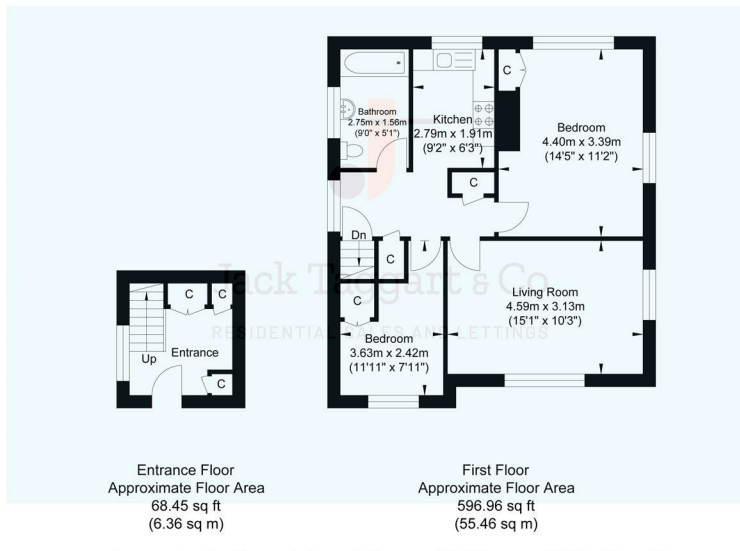 C
Bathroom
2.75m x 1.56m
(9'0" x 5'1")
Kitchen
2.79m x 1.91m
(9'2" x 6'3")
Bedroom
4.40m x 3.39m
(14'5" x 11'2")
C
Dn
C
Jack Taggart & Co
RESIDENTIAL SALES AND LETTINGS
Living Room
4.59m x 3.13m
(15'1" x 10'3")
C
Bedroom
3.63m x 2.42m
(11'11" x 7'11")
C
C
Up
Entrance
C
Entrance Floor
Approximate Floor Area
68.45 sq ft
(6.36 sq m)
First Floor
Approximate Floor Area
596.96 sq ft
(55.46 sq m)